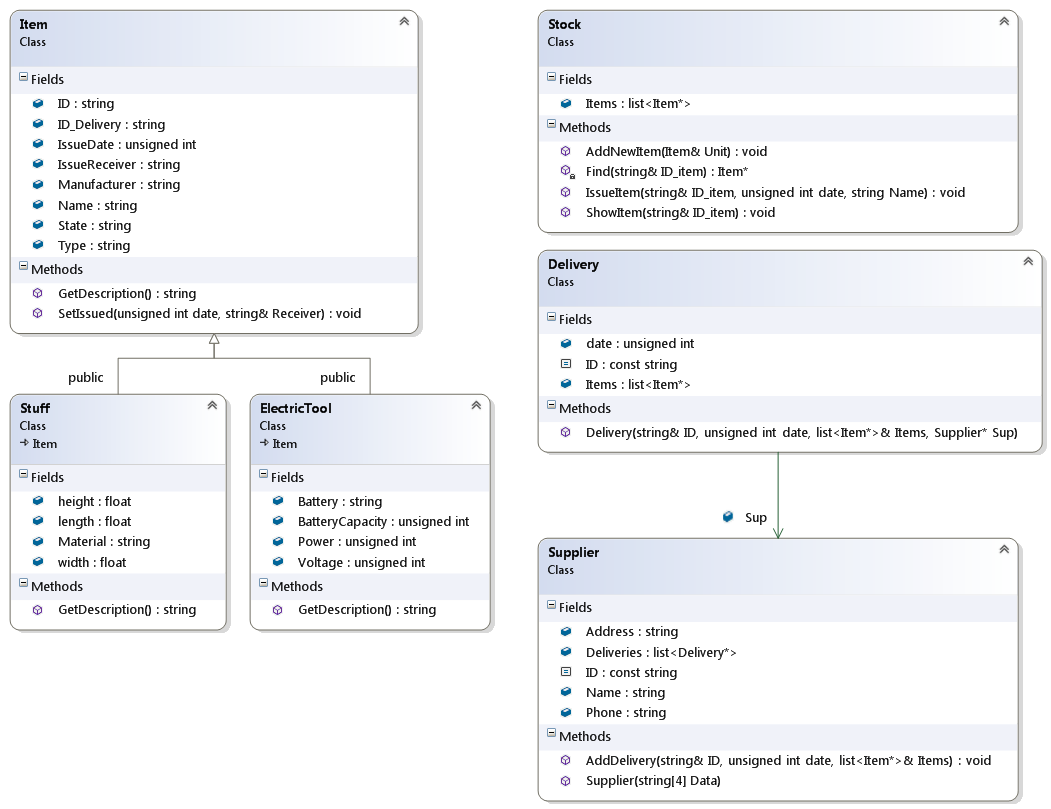 Item
Class
Fields
ID : string
ID_Delivery : string
IssueDate : unsigned int
IssueReceiver : string
Manufacturer : string
Name : string
State : string
Type : string
Methods
GetDescription() : string
SetIssued(unsigned int date, string& Receiver) : void
public
public
Stuff
Class
Item
Fields
height : float
length : float
Material : string
width : float
Methods
GetDescription() : string
ElectricTool
Class
Item
Fields
Battery : string
BatteryCapacity : unsigned int
Power : unsigned int
Voltage : unsigned int
Methods
GetDescription() : string
Stock
Class
Fields
Items : list<Item*>
Methods
AddNewItem(Item& Unit) : void
Find(string& ID_item) : Item*
IssueItem(string& ID_item, unsigned int date, string Name) : void
ShowItem(string& ID_item) : void
Delivery
Class
Fields
date : unsigned int
ID : const string
Items : list<Item*>
Methods
Delivery(string& ID, unsigned int date, list<Item*>& Items, Supplier* Sup)
Sup
Supplier
Class
Fields
Address : string
Deliveries : list<Delivery*>
ID : const string
Name : string
Phone : string
Methods
AddDelivery(string& ID, unsigned int date, list<Item*>& Items) : void
Supplier(string[4] Data)